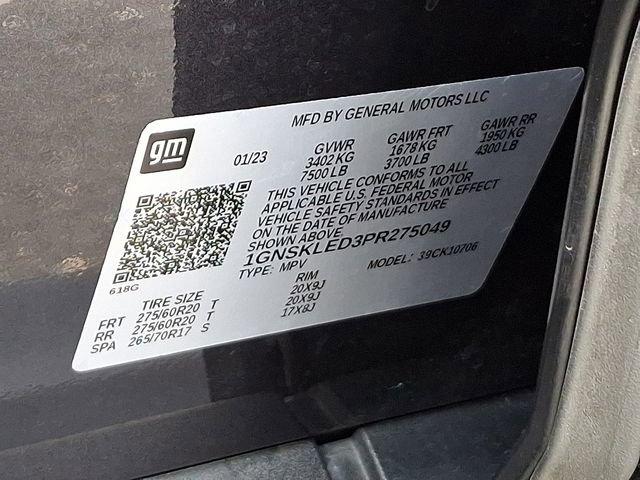 MFD BY GENERAL MOTORS LLC
gm
01/23
GVWR GAWR FRT GAWR RR
3402 KG 1678 KG 1950 KG
7500 LB 3700 LB 4300 LB
THIS VEHICLE CONFORMS TO ALL
APPLICABLE U.S. FEDERAL MOTOR
VEHICLE SAFETY STANDARDS IN EFFECT
ON THE DATE OF MANUFACTURE
SHOWN ABOVE
1GNSKLED3PR275049
TYPE: MPV MODEL: 39CK10706
618G
TIRE SIZE RIM
FRT 275/60R20 T 20X9J
RR 275/60R20 T 20X9J
SPA 265/70R17 S 17X8J